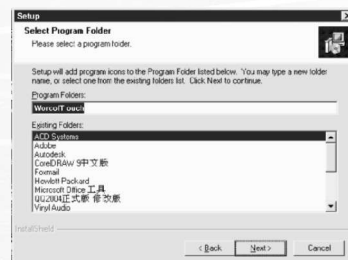 Setup
Select Program Folder
Please select a program folder.
Setup will add program icons to the Program Folder listed below. You may type a new folder
name, or select one from the existing folders list. Click Next to continue.
Program Folders:
WorcolTouch
Existing Folders:
ACD Systems
Adobe
Autodesk
CorelDRAW 9中文版
Foxmail
Hewlett Packard
Microsoft Office 工具
QQ2004正式版 修改版
Vinyl Audio
InstallShield
< Back
Next >
Cancel